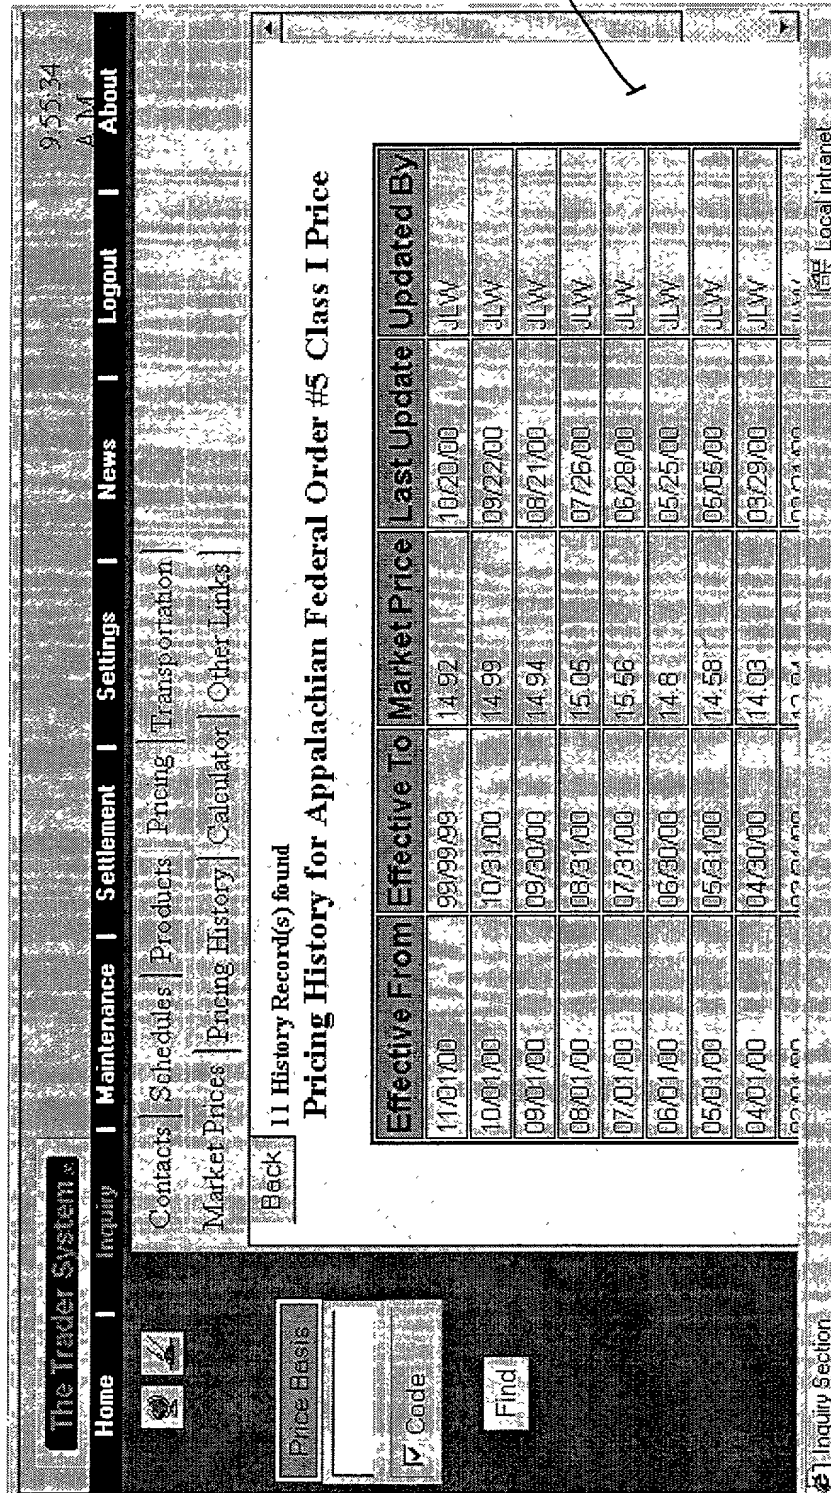 The Trader System
9:55:34
A.M.
Home | Inquiry | Maintenance | Settlement | Settings | News | Logout | About
Contacts | Schedules | Products | Pricing | Transportation |
Market Prices | Pricing History | Calculator | Other Links |
Price Basis
Code
Find
Back
11 History Record(s) found
Pricing History for Appalachian Federal Order #5 Class I Price
Effective From Effective To Market Price Last Update Updated By
11/01/00 99/99/99 14.92 10/20/00 JLW
10/01/00 10/31/00 14.99 09/22/00 JLW
09/01/00 09/30/00 14.94 08/21/00 JLW
08/01/00 08/31/00 15.05 07/26/00 JLW
07/01/00 07/31/00 15.56 06/28/00 JLW
06/01/00 06/30/00 14.8 05/25/00 JLW
05/01/00 05/31/00 14.58 05/05/00 JLW
04/01/00 04/30/00 14.03 03/29/00 JLW
Inquiry Section
Local intranet